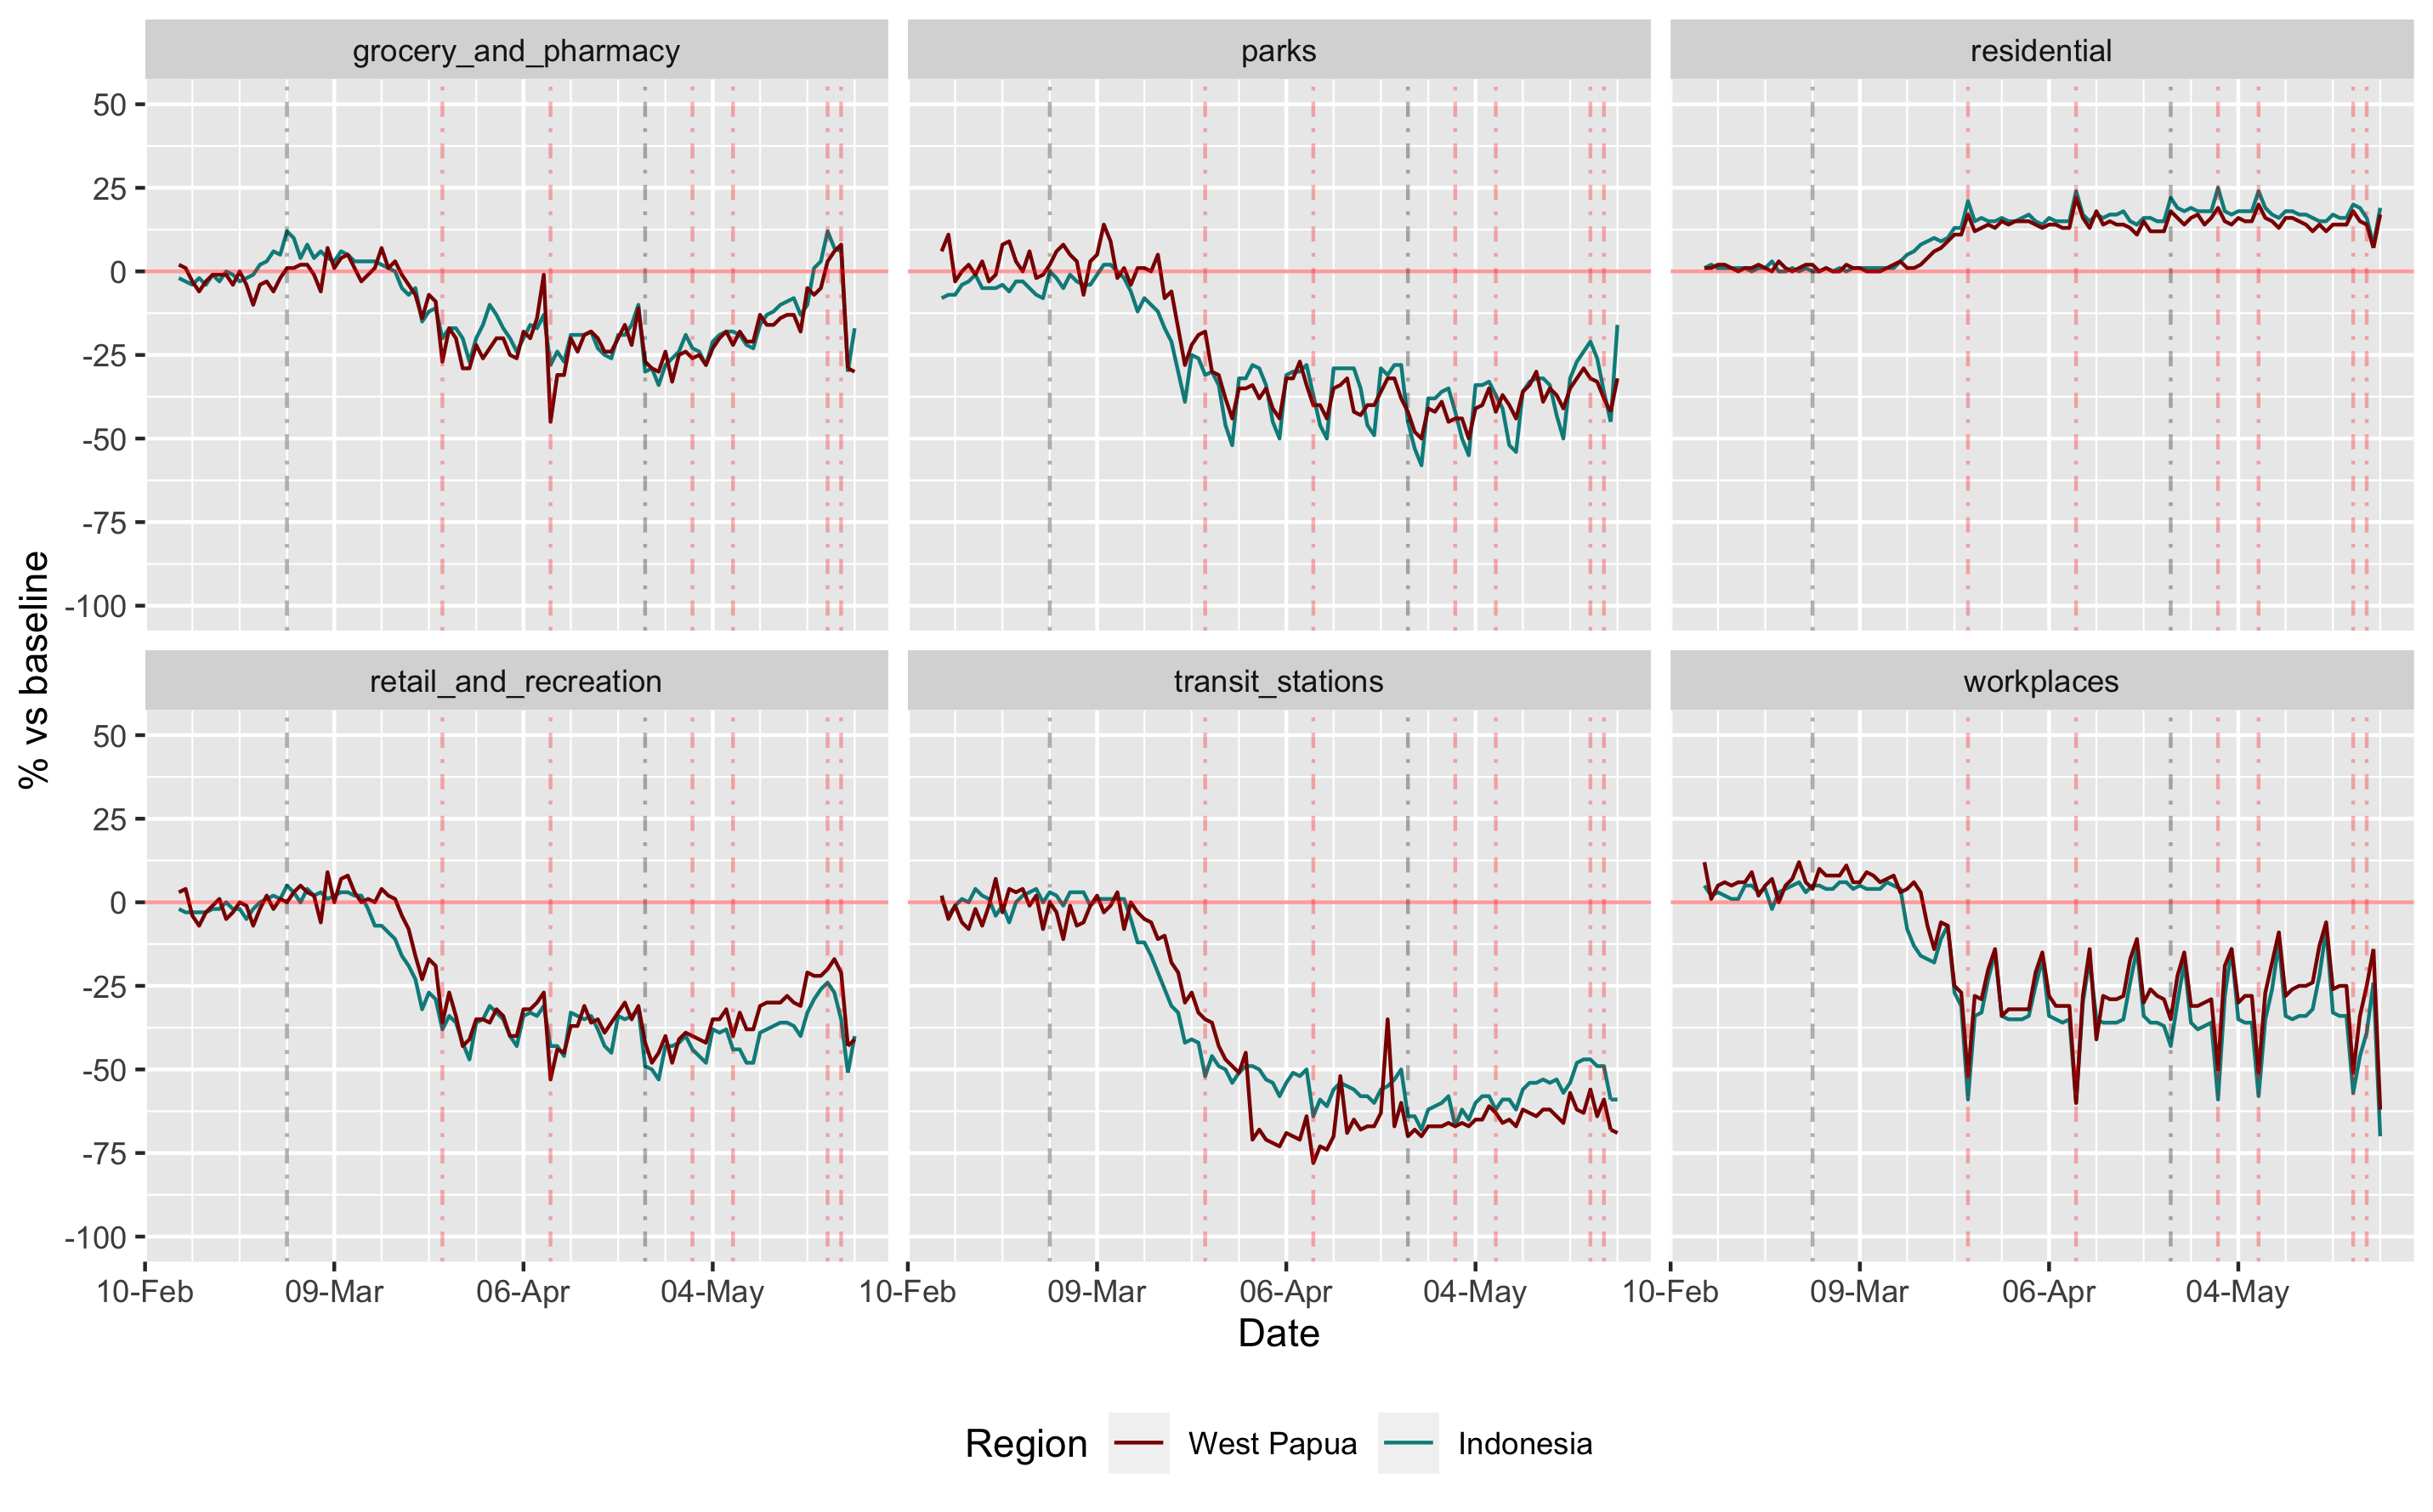 grocery_and_pharmacy
parks
residential
50
25
0
-25
-50
-75
-100
retail_and_recreation
transit_stations
workplaces
50
25
0
-25
-50
-75
-100
10-Feb 09-Mar 06-Apr 04-May 10-Feb 09-Mar 06-Apr 04-May 10-Feb 09-Mar 06-Apr 04-May
% vs baseline
Date
Region West Papua Indonesia